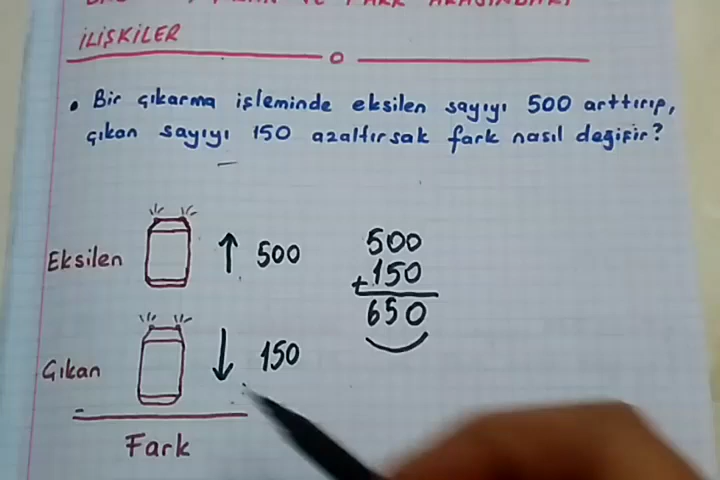 İLİŞKİLER
• Bir çıkarma işleminde eksilen sayıyı 500 arttırıp,
çıkan sayıyı 150 azaltırsak fark nasıl değişir?
Eksilen ↑ 500
Çıkan ↓ 150
Fark
500
+150
650